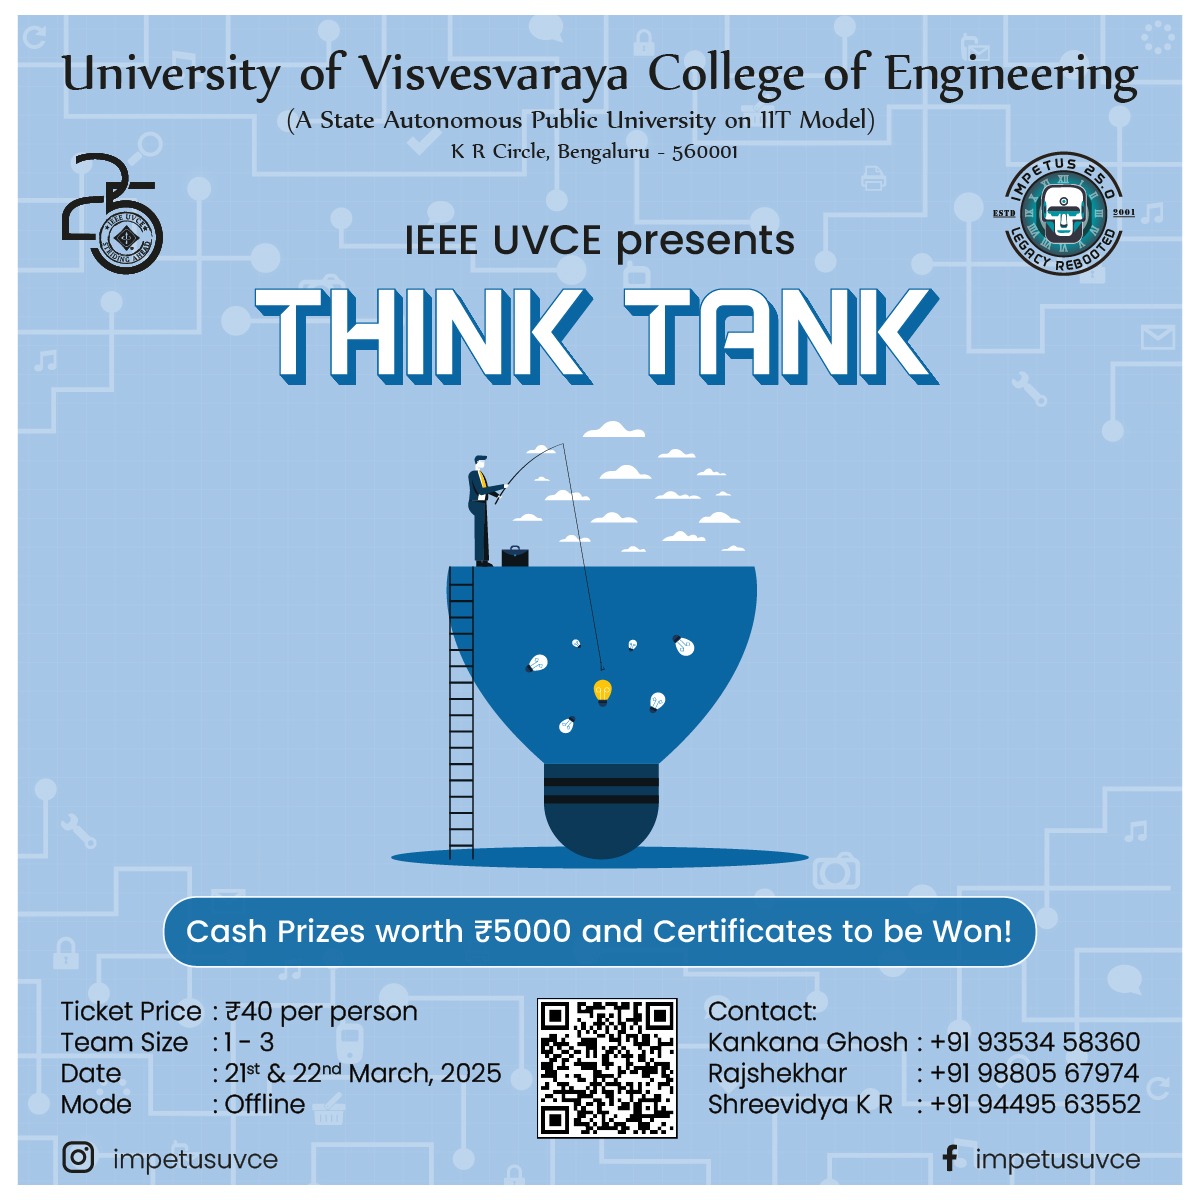 University of Visvesvaraya College of Engineering
(A State Autonomous Public University on IIT Model)
K R Circle, Bengaluru - 560001
25
IEEE UVCE
STRIDING AHEAD
IMPETUS 25.0
ESTD 2001
LEGACY REBOOTED
IEEE UVCE presents
THINK TANK
Cash Prizes worth ₹5000 and Certificates to be Won!
Ticket Price : ₹40 per person
Team Size : 1 - 3
Date : 21st & 22nd March, 2025
Mode : Offline
Contact:
Kankana Ghosh : +91 93534 58360
Rajshekhar : +91 98805 67974
Shreevidya K R : +91 94495 63552
impetusuvce
impetusuvce